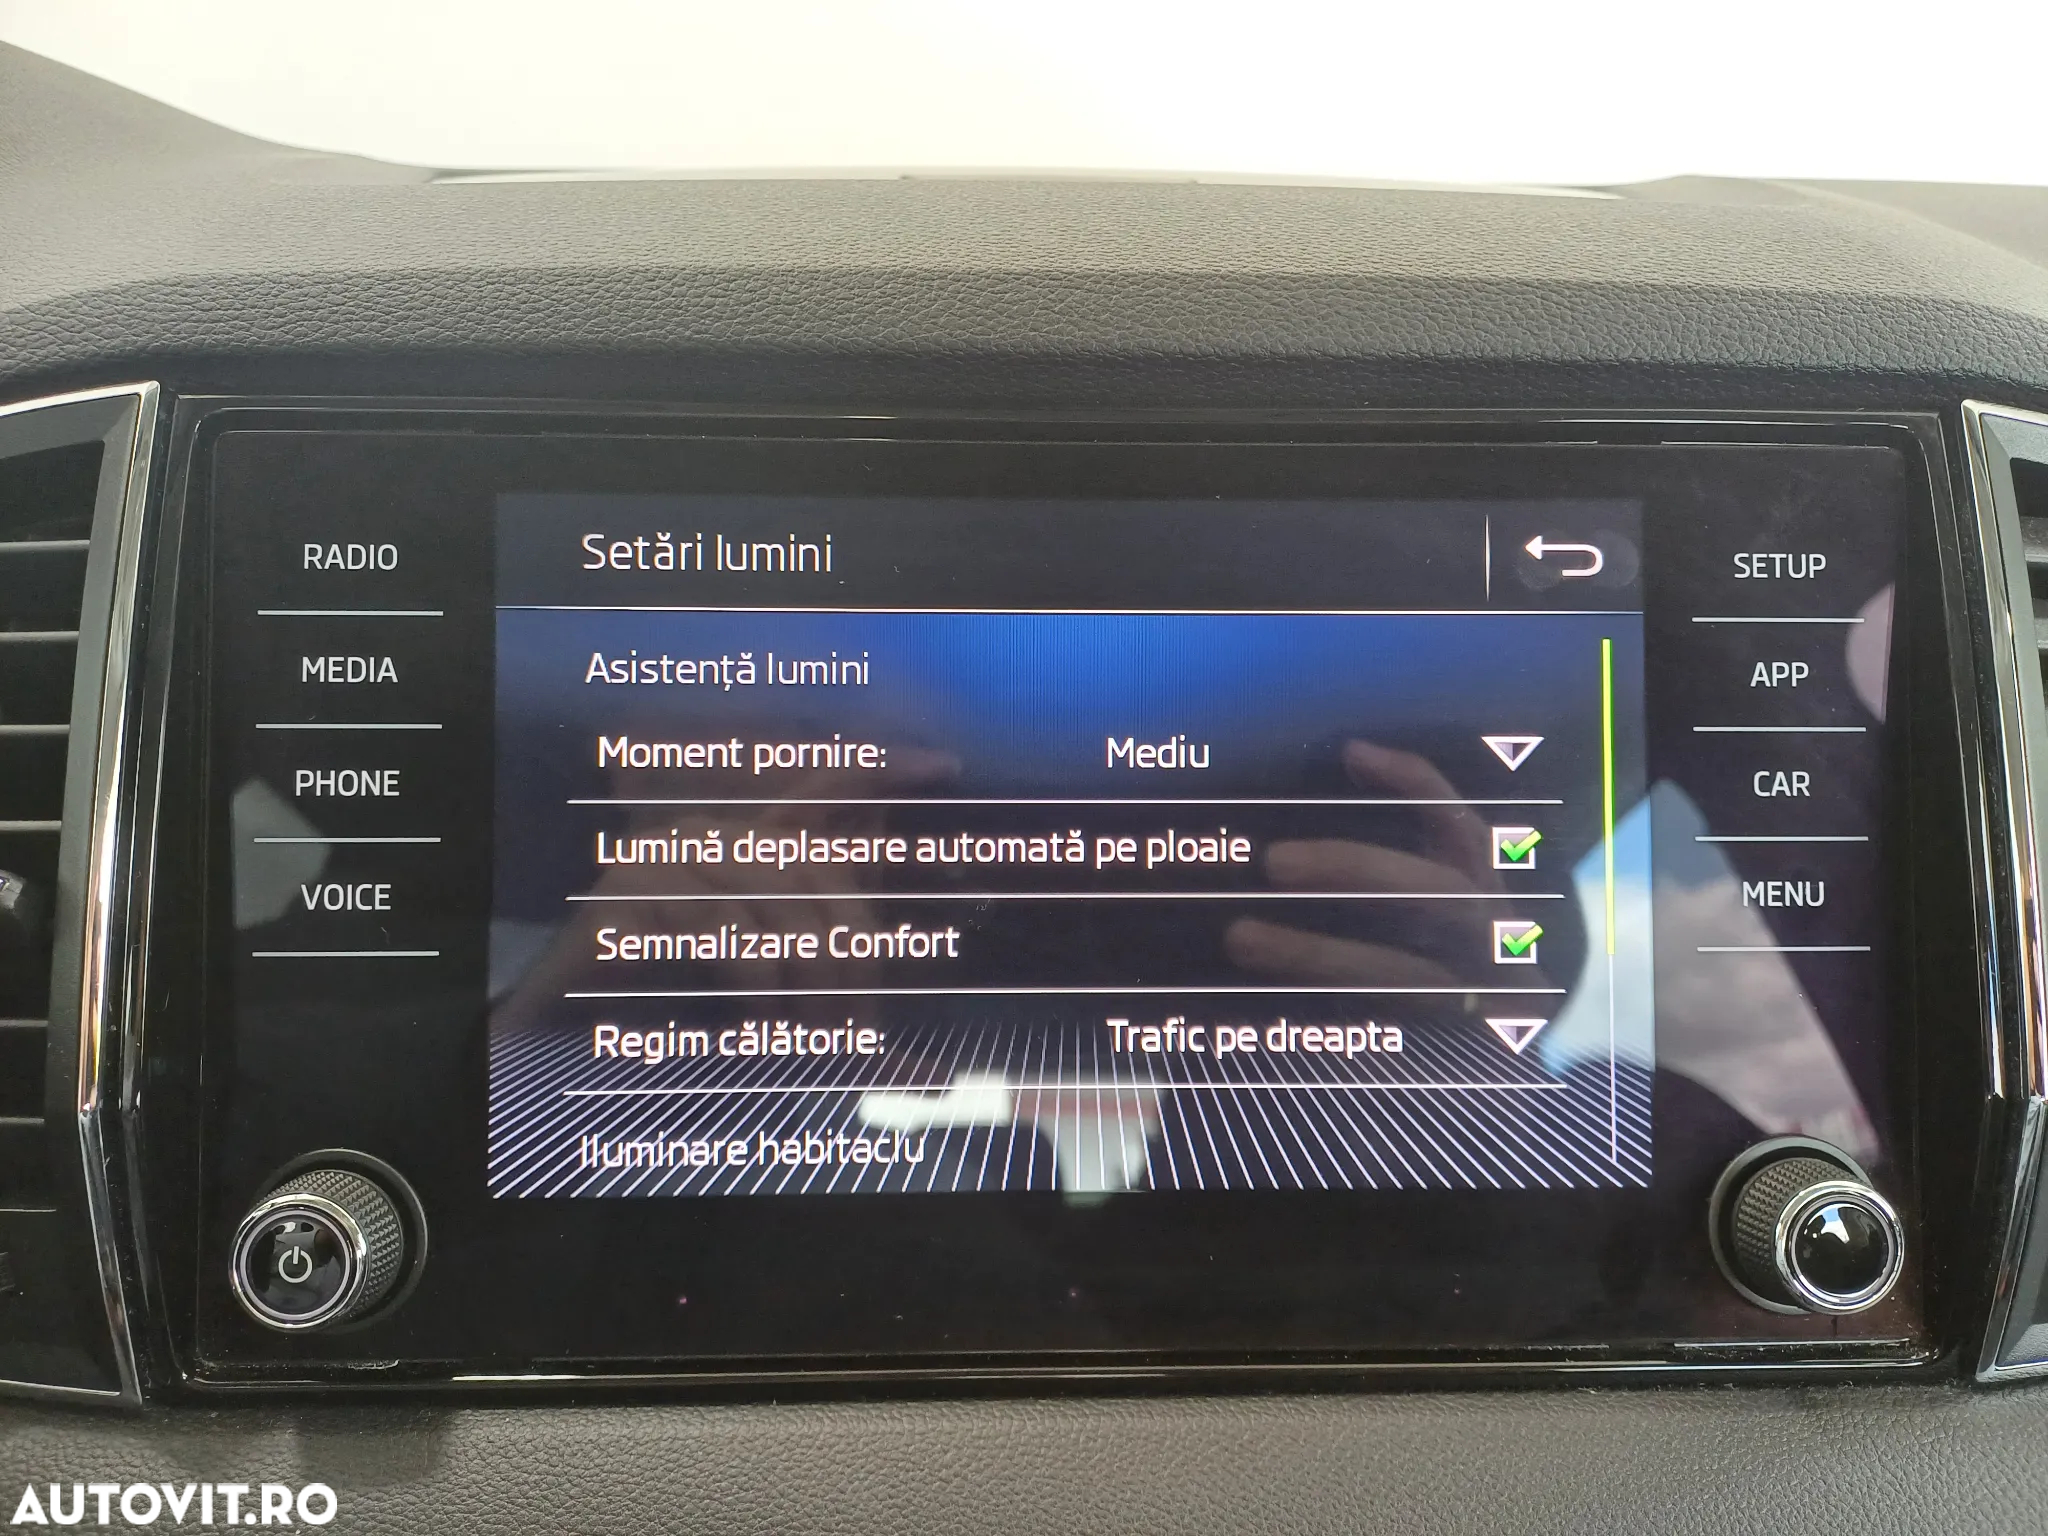 RADIO
MEDIA
PHONE
VOICE
Setări lumini
Asistență lumini
Moment pornire: Mediu
Lumină deplasare automată pe ploaie
Semnalizare Confort
Regim călătorie: Trafic pe dreapta
Iluminare habitaclu
SETUP
APP
CAR
MENU
AUTOVIT.RO